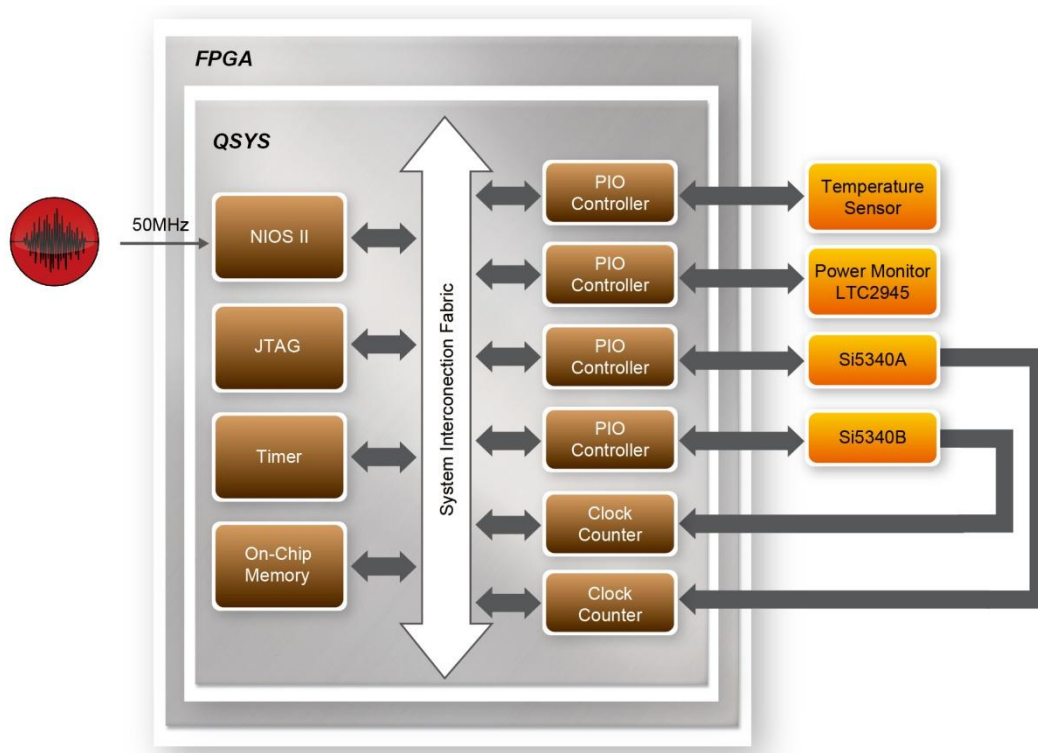 FPGA
QSYS
50MHz
NIOS II
JTAG
Timer
On-Chip
Memory
System Interconnection Fabric
PIO
Controller
PIO
Controller
PIO
Controller
PIO
Controller
Clock
Counter
Clock
Counter
Temperature
Sensor
Power Monitor
LTC2945
Si5340A
Si5340B